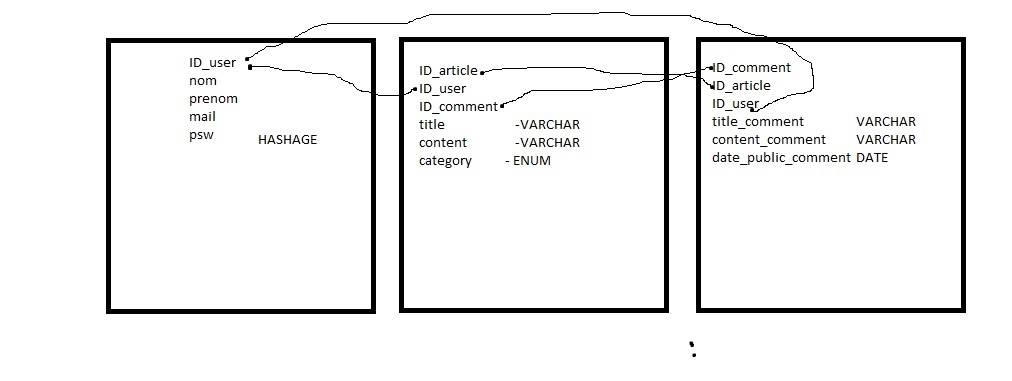 ID_user
nom
prenom
mail
psw
HASHAGE
ID_article
ID_user
ID_comment
title -VARCHAR
content -VARCHAR
category - ENUM
ID_comment
ID_article
ID_user
title_comment VARCHAR
content_comment VARCHAR
date_public_comment DATE